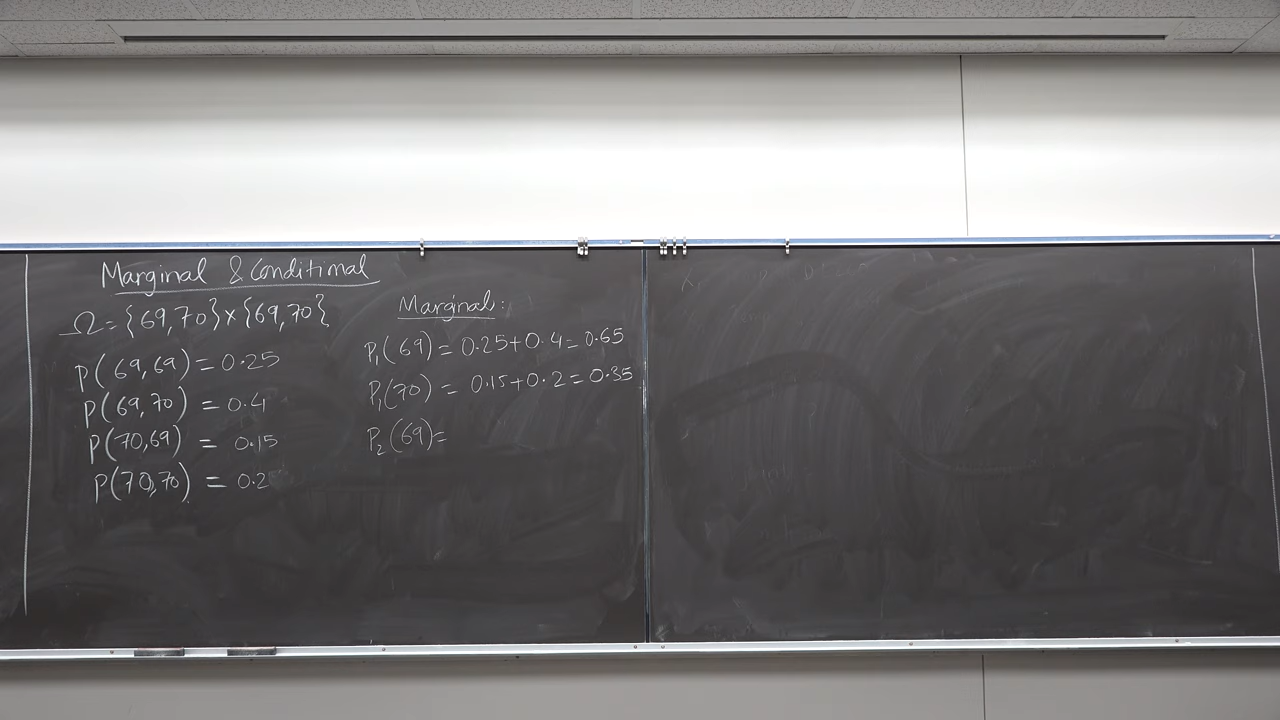 Marginal & Conditimal
Ω = {69,70}×{69,70}
P(69,69) = 0.25
P(69,70) = 0.4
P(70,69) = 0.15
P(70,70) = 0.2
Marginal:
P₁(69) = 0.25+0.4=0.65
P₁(70) = 0.15+0.2=0.35
P₂(69)=